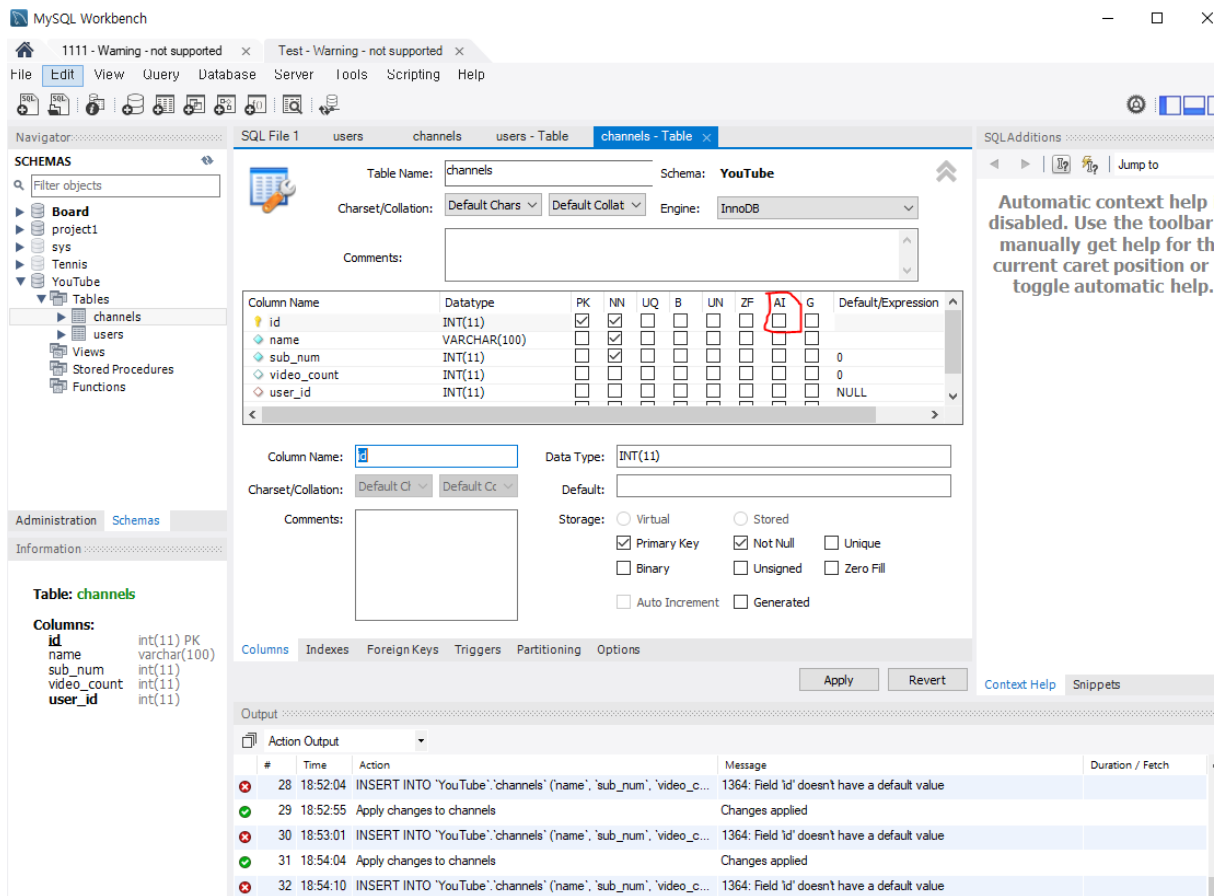 MySQL Workbench
1111 - Warning - not supported × Test - Warning - not supported ×
File Edit View Query Database Server Tools Scripting Help
Navigator
SCHEMAS
Filter objects
Board
project1
sys
Tennis
YouTube
Tables
channels
users
Views
Stored Procedures
Functions
Administration Schemas
Information
Table: channels
Columns:
id int(11) PK
name varchar(100)
sub_num int(11)
video_count int(11)
user_id int(11)
SQL File 1 users channels users - Table channels - Table ×
Table Name: channels Schema: YouTube
Charset/Collation: Default Chars Default Collat Engine: InnoDB
Comments:
Column Name Datatype PK NN UQ B UN ZF AI G Default/Expression
id INT(11)
name VARCHAR(100)
sub_num INT(11) 0
video_count INT(11) 0
user_id INT(11) NULL
Column Name: id Data Type: INT(11)
Charset/Collation: Default Cl Default Cc Default:
Comments: Storage: Virtual Stored
Primary Key Not Null Unique
Binary Unsigned Zero Fill
Auto Increment Generated
Columns Indexes Foreign Keys Triggers Partitioning Options
Apply Revert
SQLAdditions
Jump to
Automatic context help
disabled. Use the toolbar
manually get help for th
current caret position or
toggle automatic help.
Context Help Snippets
Output
Action Output
# Time Action Message Duration / Fetch
28 18:52:04 INSERT INTO `YouTube`.`channels` (`name`, `sub_num`, `video_c... 1364: Field 'id' doesn't have a default value
29 18:52:55 Apply changes to channels Changes applied
30 18:53:01 INSERT INTO `YouTube`.`channels` (`name`, `sub_num`, `video_c... 1364: Field 'id' doesn't have a default value
31 18:54:04 Apply changes to channels Changes applied
32 18:54:10 INSERT INTO `YouTube`.`channels` (`name`, `sub_num`, `video_c... 1364: Field 'id' doesn't have a default value